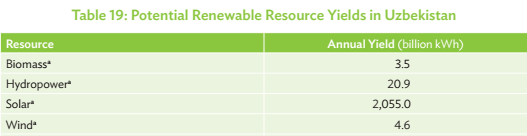 Table 19: Potential Renewable Resource Yields in Uzbekistan
Resource Annual Yield (billion kWh)
Biomassᵃ 3.5
Hydropowerᵃ 20.9
Solarᵃ 2,055.0
Windᵃ 4.6